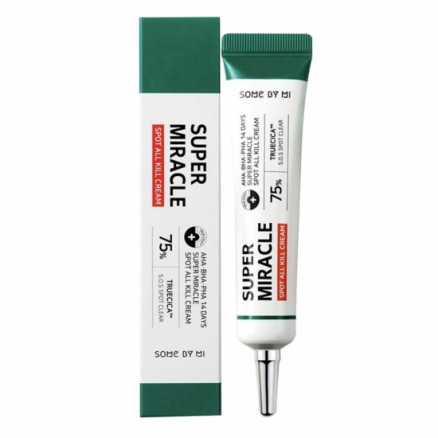 SUPER
MIRACLE
SPOT ALL KILL CREAM
AHA·BHA·PHA 14 DAYS
SUPER MIRACLE
SPOT ALL KILL CREAM
75%
TRUECICA™
S.O.S SPOT CLEAR
SOME BY MI
SOME BY MI
SUPER
MIRACLE
SPOT ALL KILL CREAM
AHA·BHA·PHA 14 DAYS
SUPER MIRACLE
SPOT ALL KILL CREAM
75%
TRUECICA™
S.O.S SPOT CLEAR